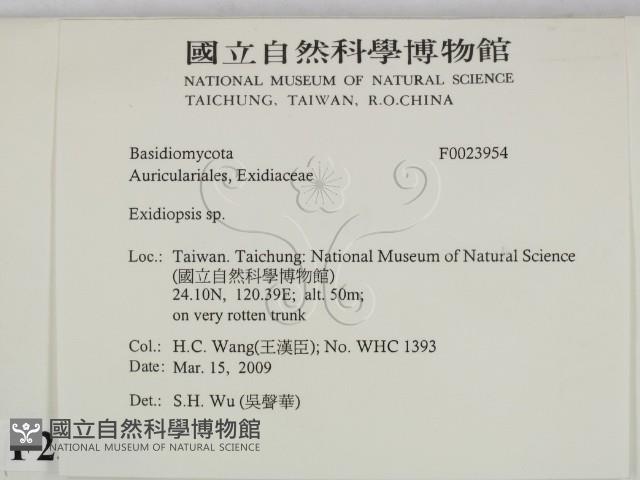 國立自然科學博物館
NATIONAL MUSEUM OF NATURAL SCIENCE
TAICHUNG, TAIWAN, R.O.CHINA
Basidiomycota F0023954
Auriculariales, Exidiaceae
Exidiopsis sp.
Loc.: Taiwan. Taichung: National Museum of Natural Science
(國立自然科學博物館)
24.10N, 120.39E; alt. 50m;
on very rotten trunk
Col.: H.C. Wang(王漢臣); No. WHC 1393
Date: Mar. 15, 2009
Det.: S.H. Wu (吳聲華)
國立自然科學博物館
NATIONAL MUSEUM OF NATURAL SCIENCE